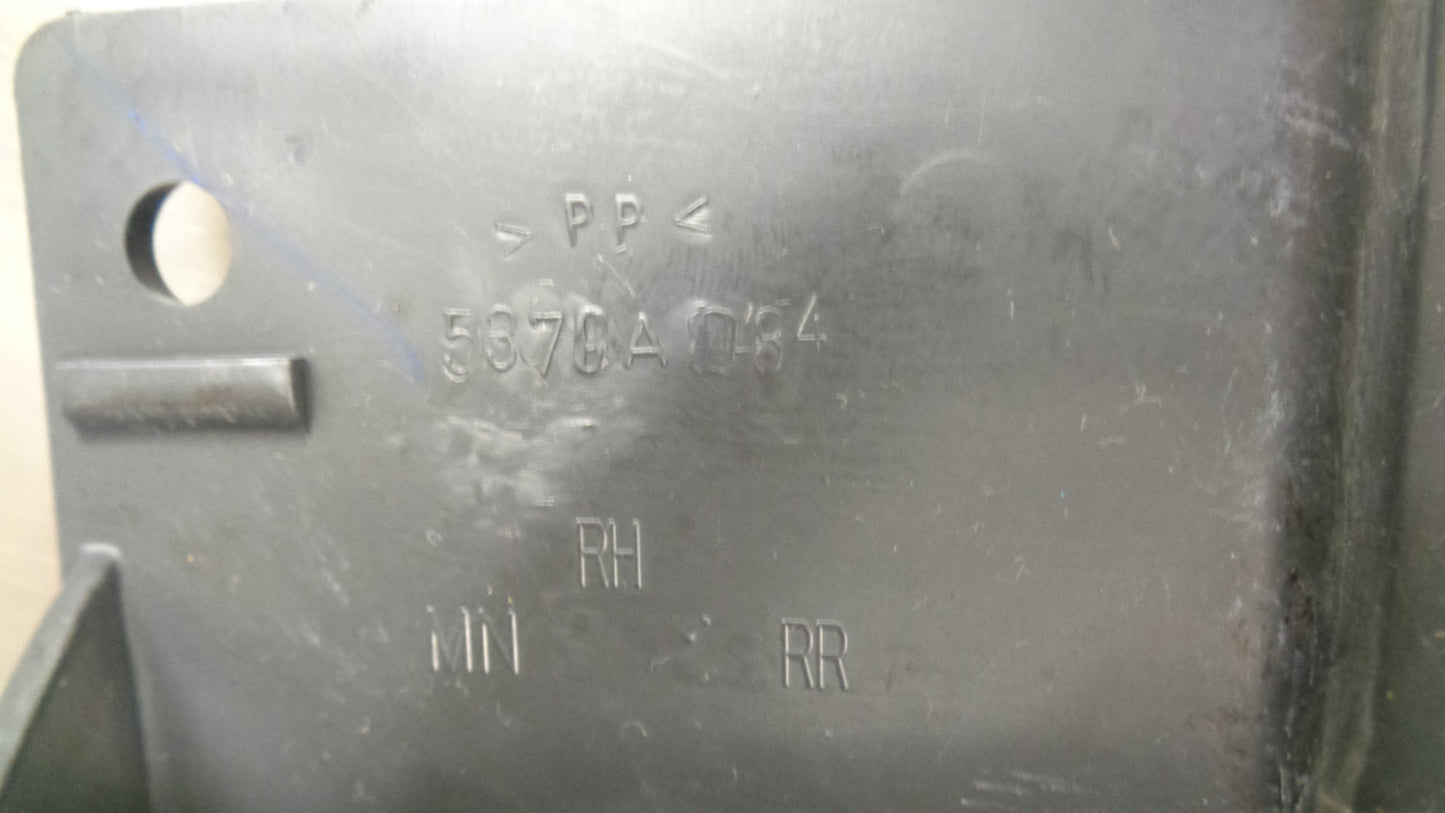 > PP <
RH
MN RR